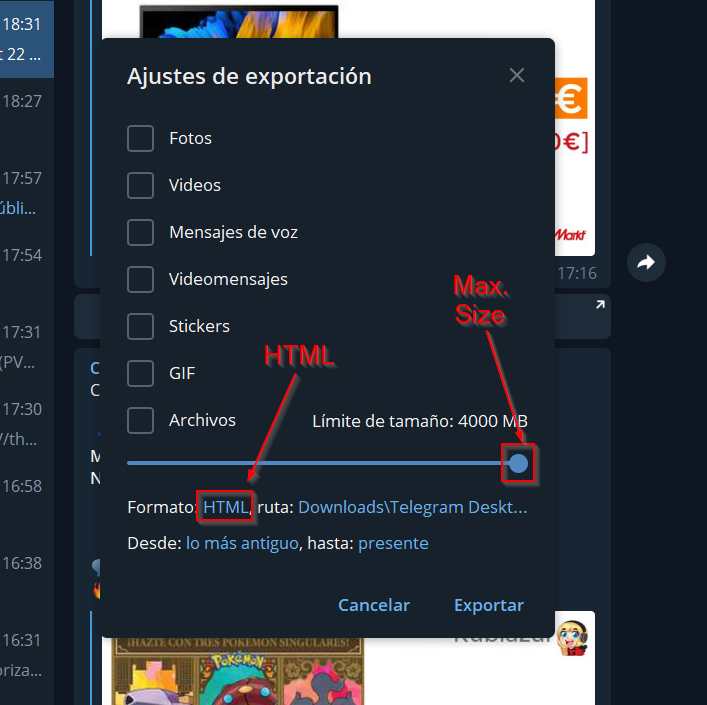 18:31
t 22 ...
18:27
17:57
úbli...
17:54
17:31
(PV...
17:30
//th...
16:58
16:38
16:31
oriza...
Ajustes de exportación
Fotos
Videos
Mensajes de voz
Videomensajes
Stickers
GIF
Archivos
Límite de tamaño: 4000 MB
Max.
Size
HTML
Formato: HTML, ruta: Downloads\Telegram Deskt...
Desde: lo más antiguo, hasta: presente
Cancelar
Exportar
€
0€]
Markt
17:16
C
C
M
N
¡HAZTE CON TRES POKÉMON SINGULARES!
Pokémon